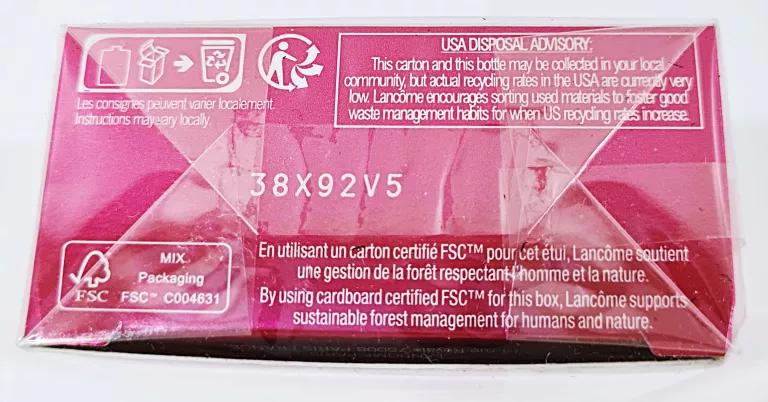 USA DISPOSAL ADVISORY:
This carton and this bottle may be collected in your local
community, but actual recycling rates in the USA are currently very
low. Lancôme encourages sorting used materials to foster good
waste management habits for when US recycling rates increase.
Les consignes peuvent varier localement.
Instructions may vary locally.
38X92V5
MIX
Packaging
FSC
FSC™ C004631
En utilisant un carton certifié FSC™ pour cet étui, Lancôme soutient
une gestion de la forêt respectant l'homme et la nature.
By using cardboard certified FSC™ for this box, Lancôme supports
sustainable forest management for humans and nature.